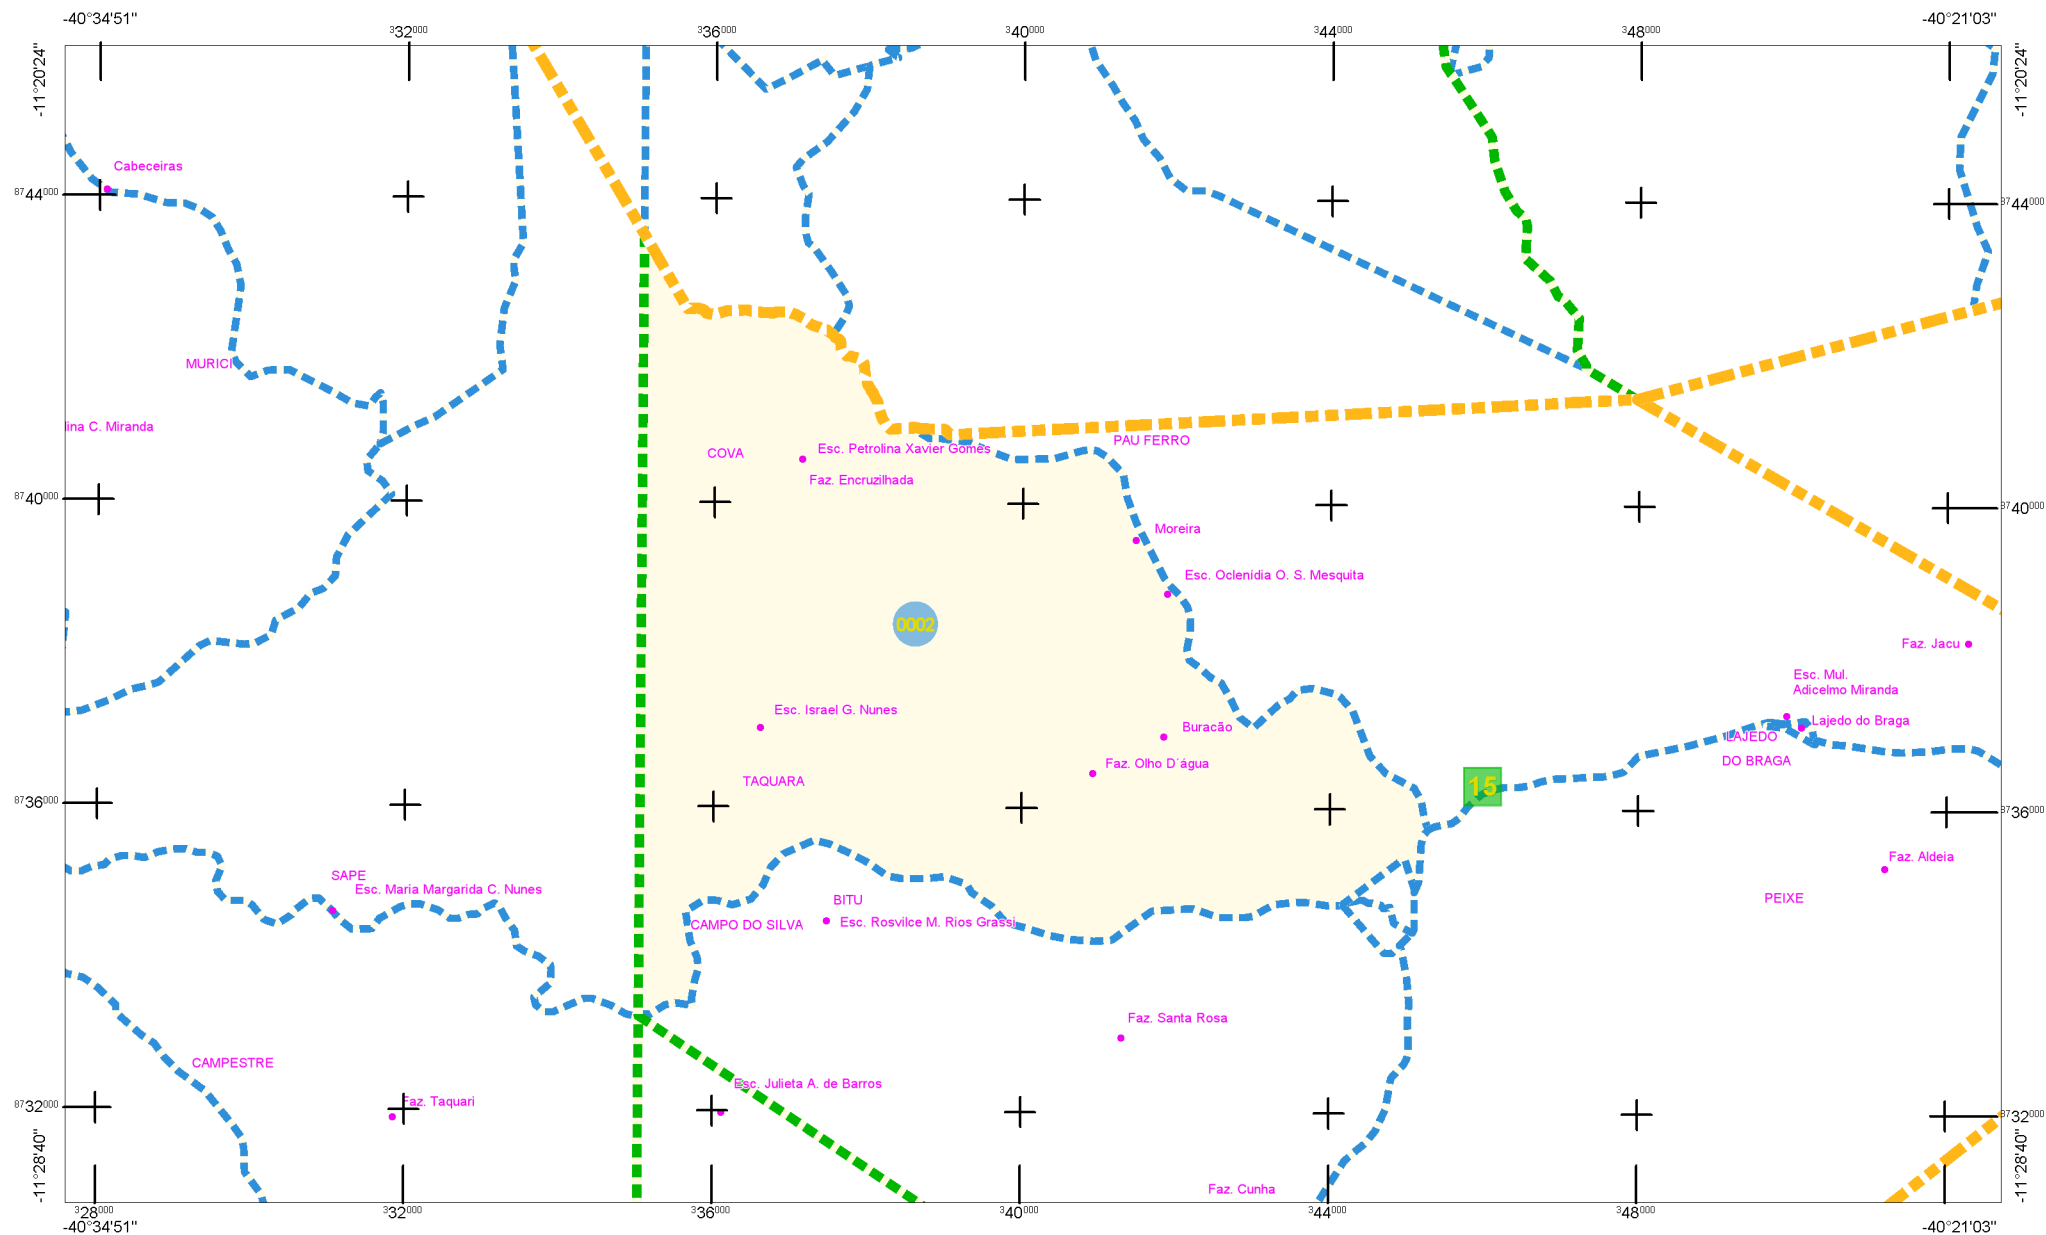 -40°34'51"
-40°21'03"
332000
336000
340000
344000
348000
-11°20'24"
-11°20'24"
Cabeceiras
8744000
8744000
MURICI
ina C. Miranda
PAU FERRO
COVA
Esc. Petrolina Xavier Gomes
Faz. Encruzilhada
8740000
8740000
Moreira
Esc. Oclenídia O. S. Mesquita
0002
Faz. Jacu
Esc. Mul.
Adicelmo Miranda
Esc. Israel G. Nunes
Lajedo do Braga
Buracão
LAJEDO
DO BRAGA
Faz. Olho D´água
TAQUARA
15
8736000
8736000
Faz. Aldeia
SAPE
Esc. Maria Margarida C. Nunes
PEIXE
BITU
CAMPO DO SILVA
Esc. Rosvilce M. Rios Grassi
Faz. Santa Rosa
CAMPESTRE
Esc. Julieta A. de Barros
Faz. Taquari
8732000
8732000
-11°28'40"
-11°28'40"
Faz. Cunha
328000
332000
336000
340000
344000
348000
-40°34'51"
-40°21'03"